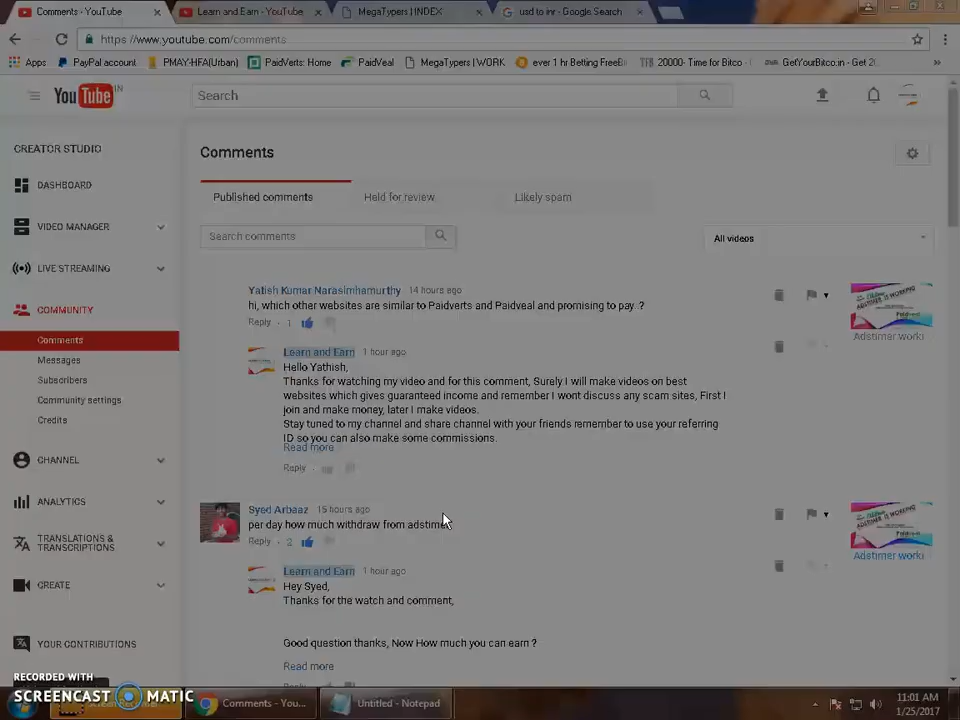 Comments - YouTube
Learn and Earn - YouTube
MegaTypers | INDEX
usd to inr - Google Search
https://www.youtube.com/comments
Apps
PayPal account
PMAY-HFA(Urban)
PaidVerts: Home
PaidVeal
MegaTypers | WORK
ever 1 hr Betting FreeBi
20000- Time for Bitco
GetYourBitco.in - Get 20
YouTube IN
Search
CREATOR STUDIO
DASHBOARD
VIDEO MANAGER
LIVE STREAMING
COMMUNITY
Comments
Messages
Subscribers
Community settings
Credits
CHANNEL
ANALYTICS
TRANSLATIONS &
TRANSCRIPTIONS
CREATE
YOUR CONTRIBUTIONS
Comments
Published comments
Held for review
Likely spam
Search comments
All videos
Yatish Kumar Narasimhamurthy 14 hours ago
hi, which other websites are similar to Paidverts and Paidveal and promising to pay .?
Reply · 1
Learn and Earn 1 hour ago
Hello Yathish,
Thanks for watching my video and for this comment, Surely I will make videos on best
websites which gives guaranteed income and remember I wont discuss any scam sites, First I
join and make money, later I make videos.
Stay tuned to my channel and share channel with your friends remember to use your referring
ID so you can also make some commissions.
Read more
Reply
ADSTIMER IS WORKING
Adstimer worki
Syed Arbaaz 15 hours ago
per day how much withdraw from adstimer
Reply · 2
Learn and Earn 1 hour ago
Hey Syed,
Thanks for the watch and comment,
Good question thanks, Now How much you can earn ?
Read more
ADSTIMER IS WORKING
Adstimer worki
RECORDED WITH
SCREENCAST MATIC
Comments - You...
Untitled - Notepad
11:01 AM
1/25/2017